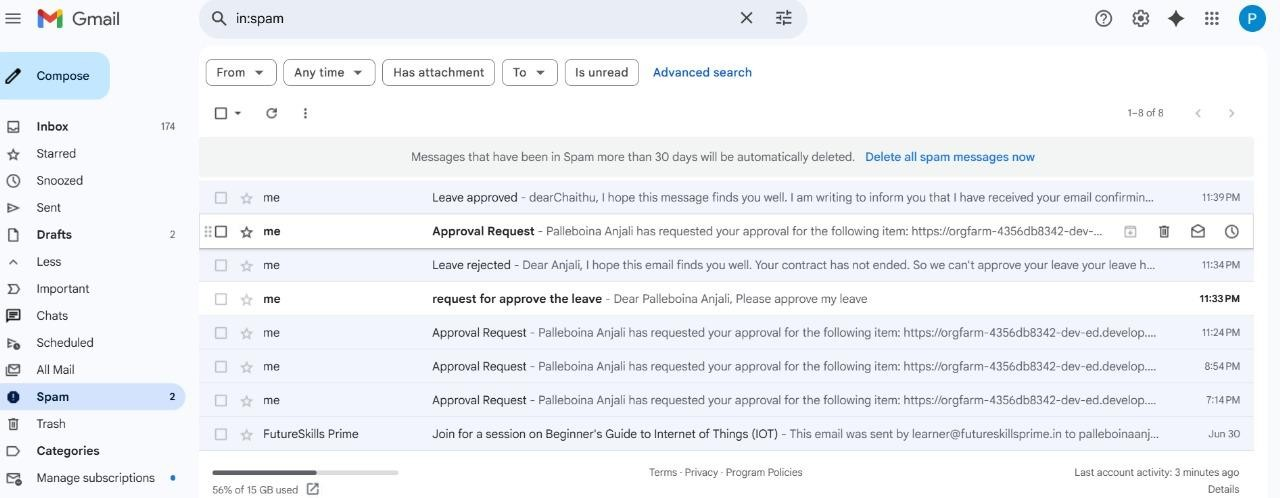 Gmail
in:spam
P
Compose
From Any time Has attachment To Is unread Advanced search
1–8 of 8
Inbox 174
Starred
Snoozed
Sent
Drafts 2
Less
Important
Chats
Scheduled
All Mail
Spam 2
Trash
Categories
Manage subscriptions
Messages that have been in Spam more than 30 days will be automatically deleted. Delete all spam messages now
me Leave approved - dearChaithu, I hope this message finds you well. I am writing to inform you that I have received your email confirmin... 11:39 PM
me Approval Request - Palleboina Anjali has requested your approval for the following item: https://orgfarm-4356db8342-dev-...
me Leave rejected - Dear Anjali, I hope this email finds you well. Your contract has not ended. So we can't approve your leave your leave h... 11:34 PM
me request for approve the leave - Dear Palleboina Anjali, Please approve my leave 11:33 PM
me Approval Request - Palleboina Anjali has requested your approval for the following item: https://orgfarm-4356db8342-dev-ed.develop.... 11:24 PM
me Approval Request - Palleboina Anjali has requested your approval for the following item: https://orgfarm-4356db8342-dev-ed.develop.... 8:54 PM
me Approval Request - Palleboina Anjali has requested your approval for the following item: https://orgfarm-4356db8342-dev-ed.develop.... 7:14 PM
FutureSkills Prime Join for a session on Beginner's Guide to Internet of Things (IOT) - This email was sent by learner@futureskillsprime.in to palleboinaanj... Jun 30
56% of 15 GB used
Terms · Privacy · Program Policies
Last account activity: 3 minutes ago
Details